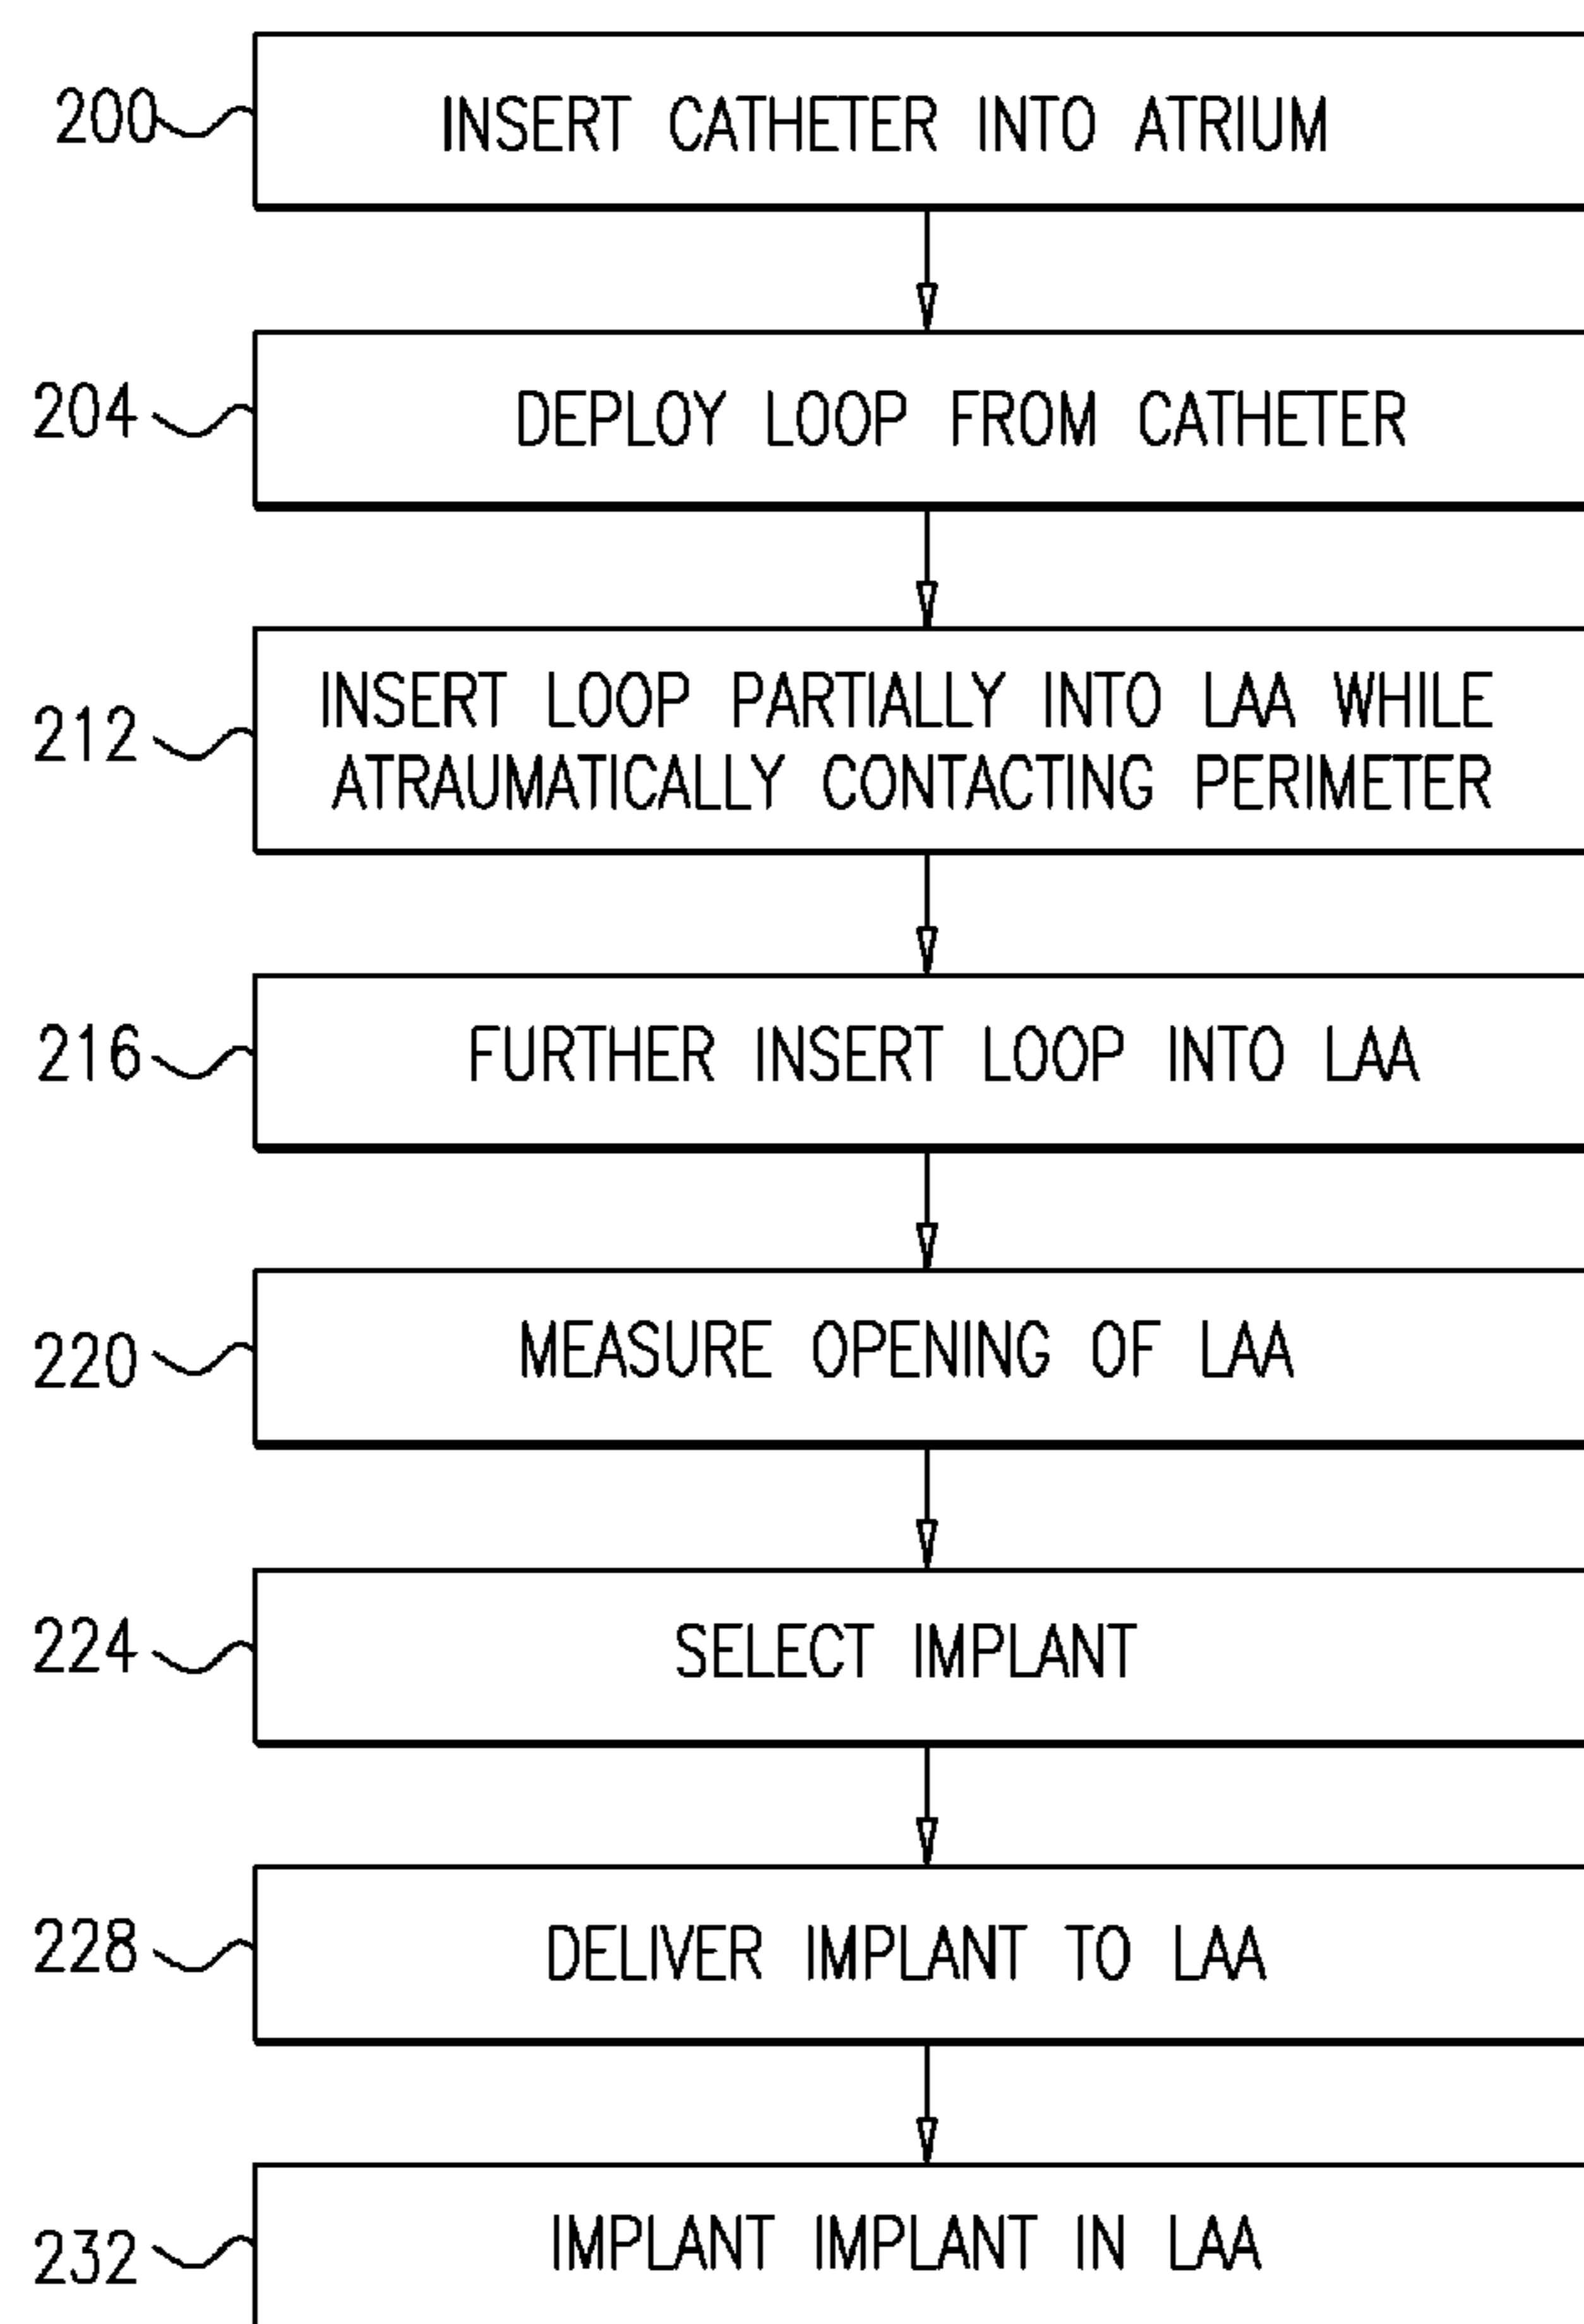 200 INSERT CATHETER INTO ATRIUM
204 DEPLOY LOOP FROM CATHETER
212 INSERT LOOP PARTIALLY INTO LAA WHILE
ATRAUMATICALLY CONTACTING PERIMETER
216 FURTHER INSERT LOOP INTO LAA
220 MEASURE OPENING OF LAA
224 SELECT IMPLANT
228 DELIVER IMPLANT TO LAA
232 IMPLANT IMPLANT IN LAA